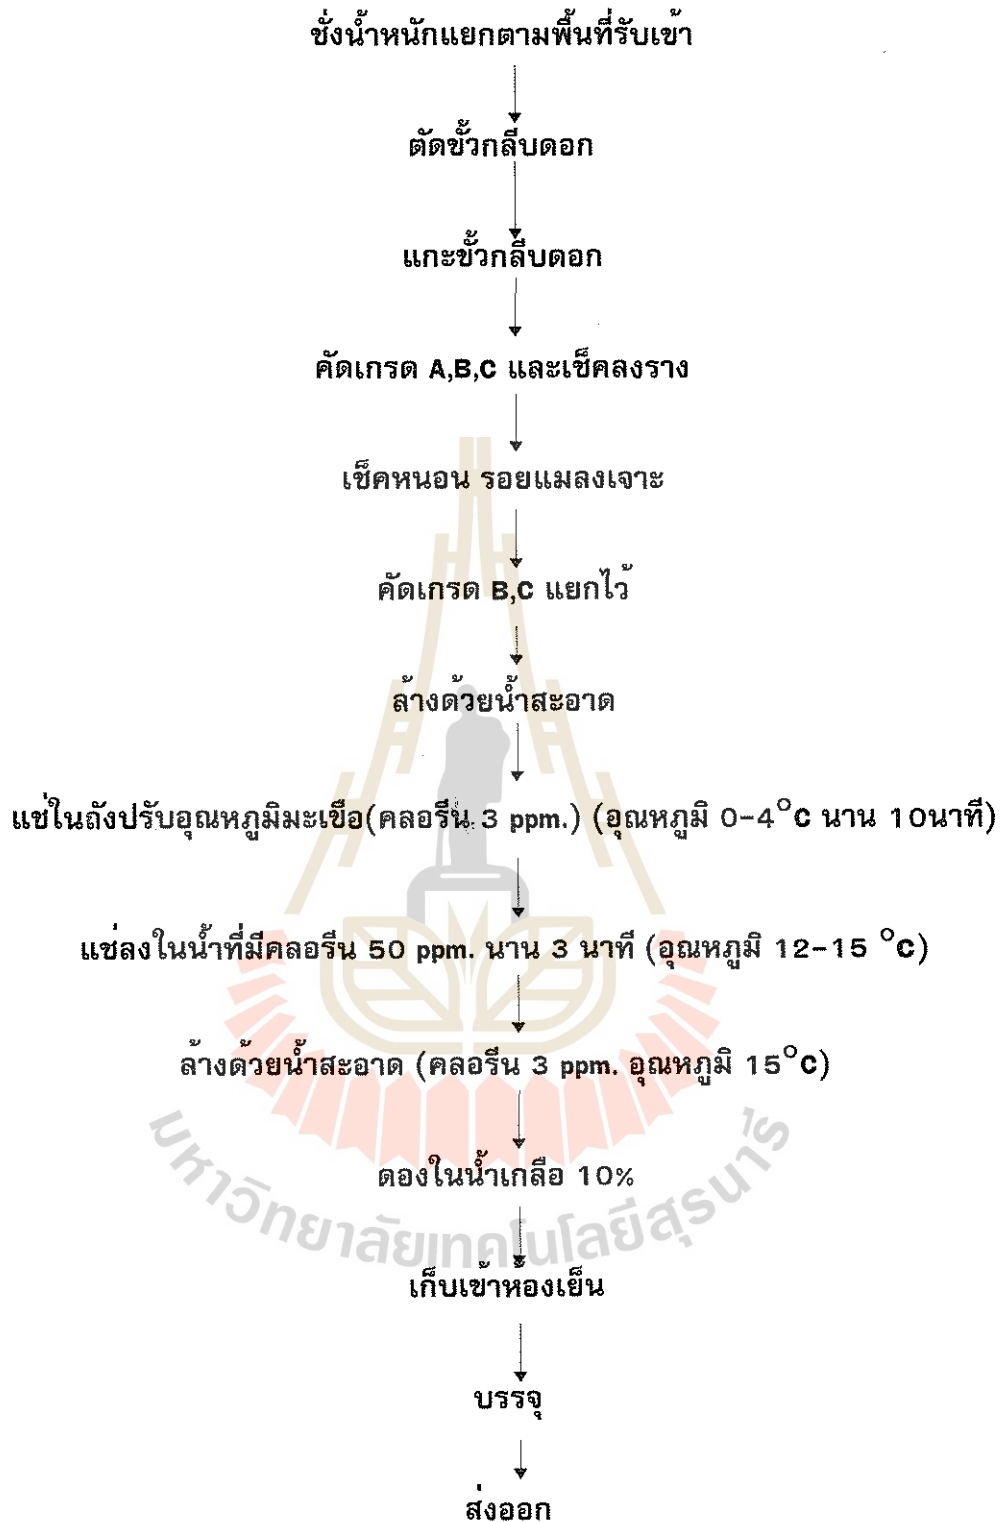 ชั่งน้ำหนักแยกตามพื้นที่รับเข้า
ตัดขั้วกลีบดอก
แกะขั้วกลีบดอก
คัดเกรด A,B,C และเช็คลงราง
เช็คหนอน รอยแมลงเจาะ
คัดเกรด B,C แยกไว้
ล้างด้วยน้ำสะอาด
แช่ในถังปรับอุณหภูมิมะเขือ(คลอรีน 3 ppm.) (อุณหภูมิ 0-4°C นาน 10นาที)
แช่ลงในน้ำที่มีคลอรีน 50 ppm. นาน 3 นาที (อุณหภูมิ 12-15 °C)
ล้างด้วยน้ำสะอาด (คลอรีน 3 ppm. อุณหภูมิ 15°C)
ดองในน้ำเกลือ 10%
เก็บเข้าห้องเย็น
บรรจุ
ส่งออก
มหาวิทยาลัยเทคโนโลยีสุรนารี